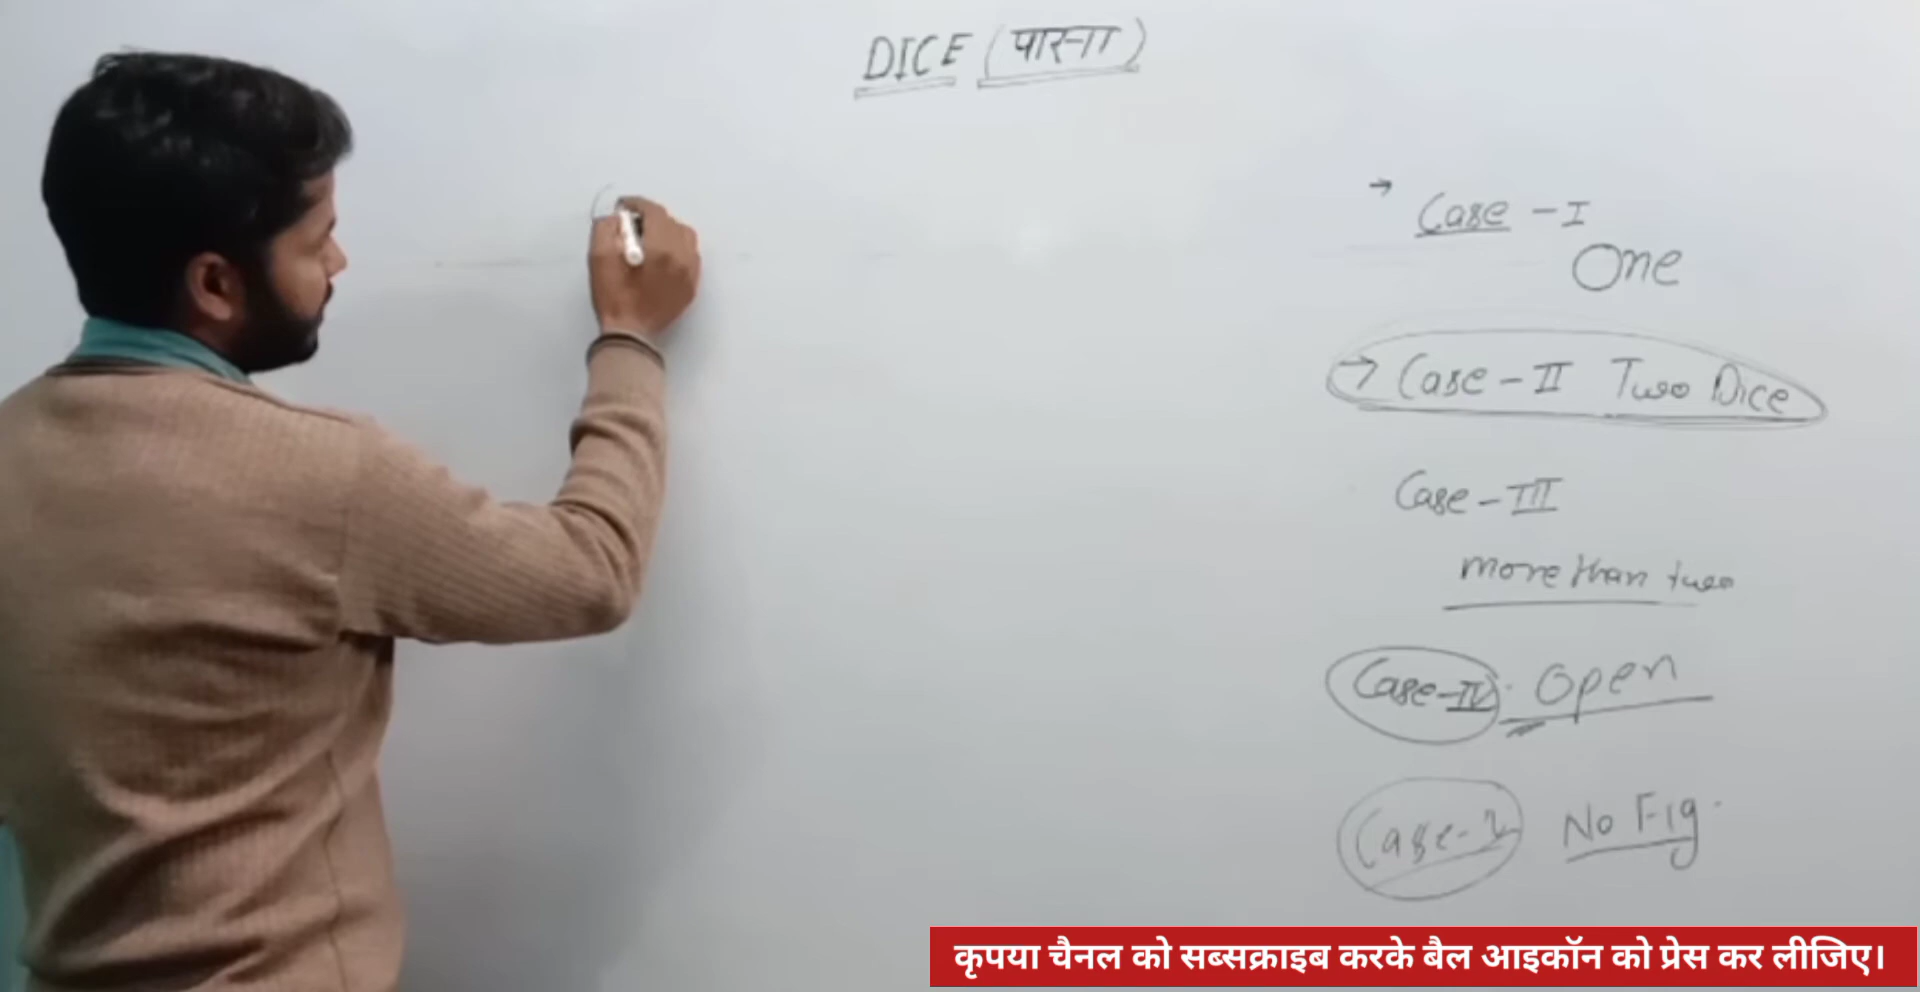 DICE (पासा)
→ Case - I
One
→ Case - II Two Dice
Case - III
more than two
Case - IV. Open
Case - V No Fig.
कृपया चैनल को सब्सक्राइब करके बैल आइकॉन को प्रेस कर लीजिए।